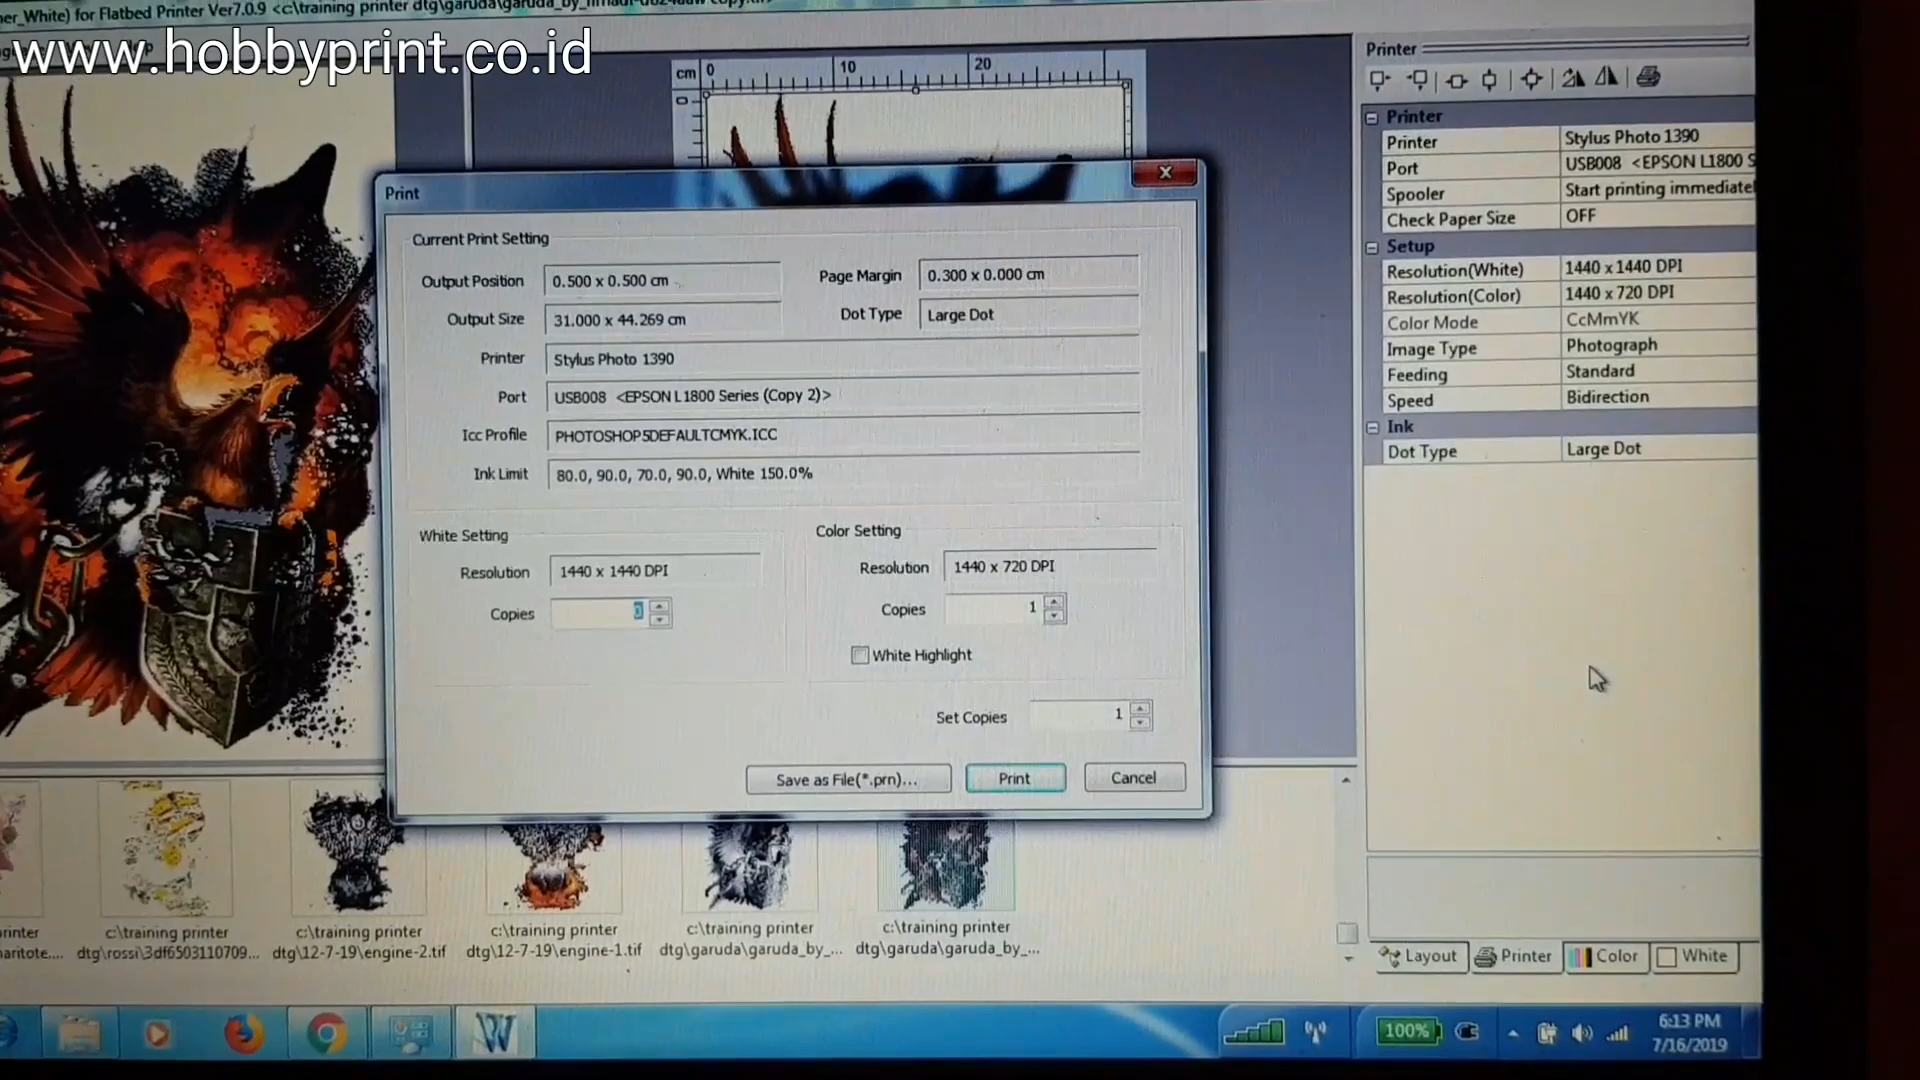 _White) for Flatbed Printer Ver7.0.9 <c:\training printer dtg\garuda\garuda_by_
www.hobbyprint.co.id
cm 0 10 20
Printer
Print
Current Print Setting
Output Position 0.500 x 0.500 cm
Page Margin 0.300 x 0.000 cm
Output Size 31.000 x 44.269 cm
Dot Type Large Dot
Printer Stylus Photo 1390
Port USB008 <EPSON L1800 Series (Copy 2)>
Icc Profile PHOTOSHOP5DEFAULTCMYK.ICC
Ink Limit 80.0, 90.0, 70.0, 90.0, White 150.0%
White Setting
Resolution 1440 x 1440 DPI
Copies 0
Color Setting
Resolution 1440 x 720 DPI
Copies 1
White Highlight
Set Copies 1
Save as File(*.prn)...
Print
Cancel
Printer
Printer Stylus Photo 1390
Port USB008 <EPSON L1800 S
Spooler Start printing immediatel
Check Paper Size OFF
Setup
Resolution(White) 1440 x 1440 DPI
Resolution(Color) 1440 x 720 DPI
Color Mode CcMmYK
Image Type Photograph
Feeding Standard
Speed Bidirection
Ink
Dot Type Large Dot
rinter
c:\training printer
dtg\rossi\3df6503110709...
c:\training printer
dtg\12-7-19\engine-2.tif
c:\training printer
dtg\12-7-19\engine-1.tif
c:\training printer
dtg\garuda\garuda_by_...
c:\training printer
dtg\garuda\garuda_by_...
Layout Printer Color White
100%
6:13 PM
7/16/2019